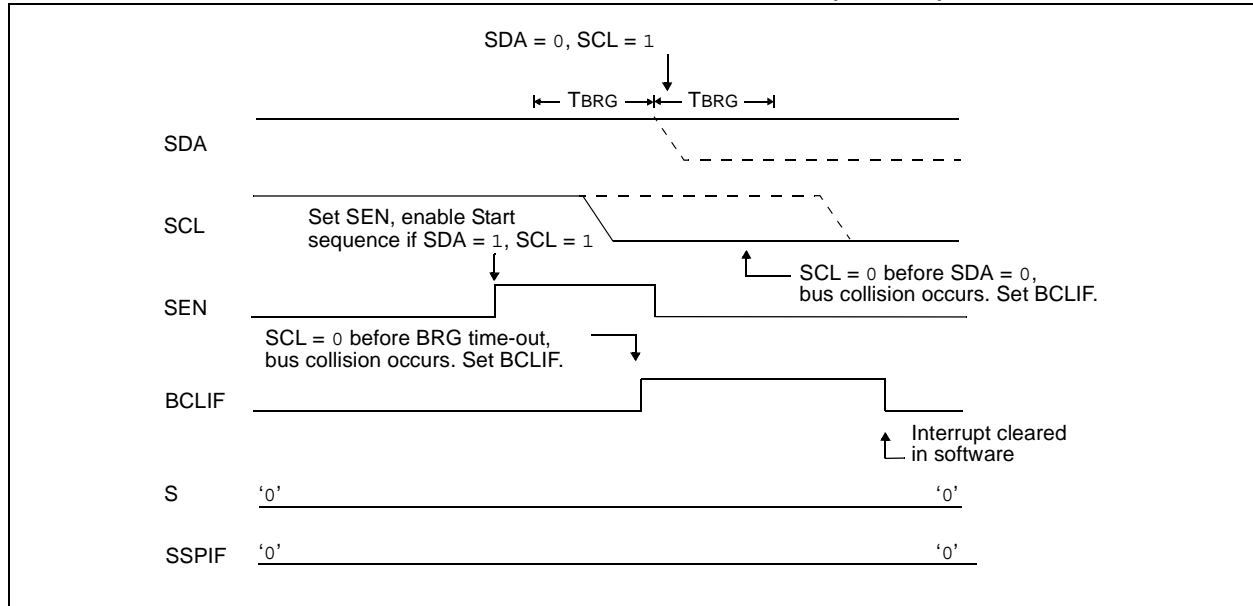 SDA = 0, SCL = 1
TBRG TBRG
SDA
SCL
Set SEN, enable Start
sequence if SDA = 1, SCL = 1
SCL = 0 before SDA = 0,
bus collision occurs. Set BCLIF.
SEN
SCL = 0 before BRG time-out,
bus collision occurs. Set BCLIF.
BCLIF
Interrupt cleared
in software
S ‘0’ ‘0’
SSPIF ‘0’ ‘0’